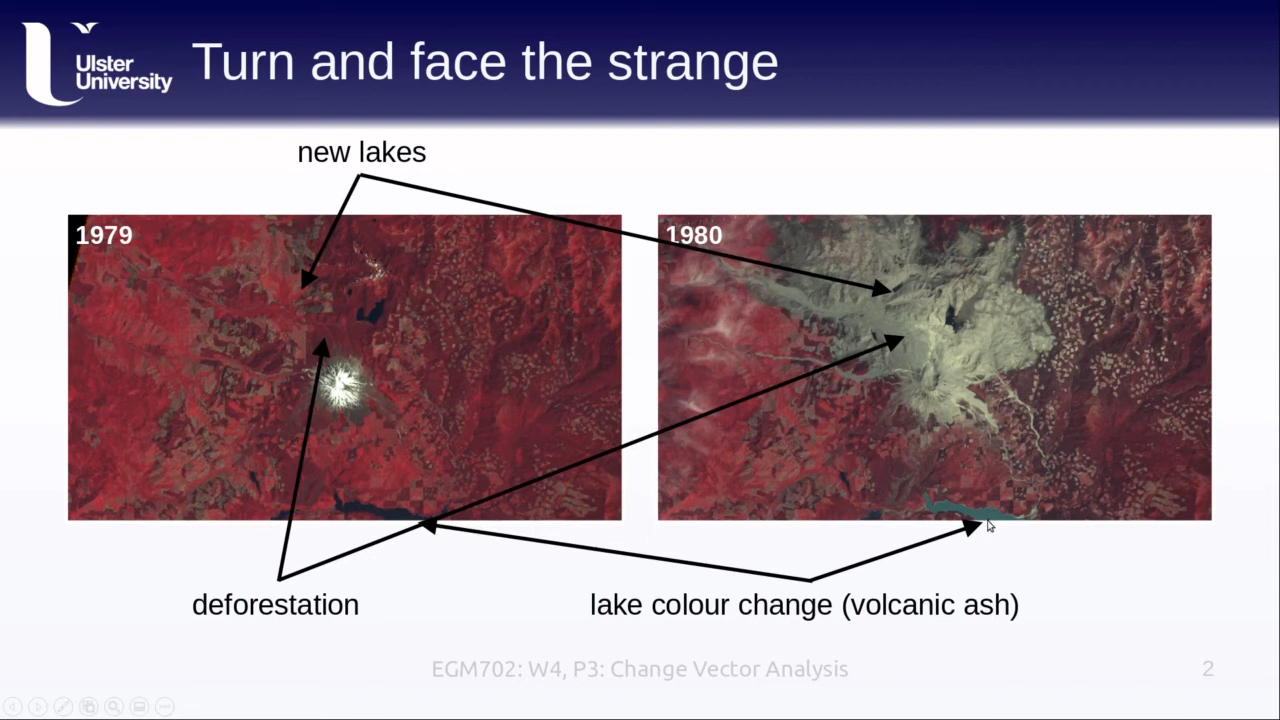 Ulster
University
Turn and face the strange
new lakes
1979
1980
deforestation
lake colour change (volcanic ash)
EGM702: W4, P3: Change Vector Analysis
2